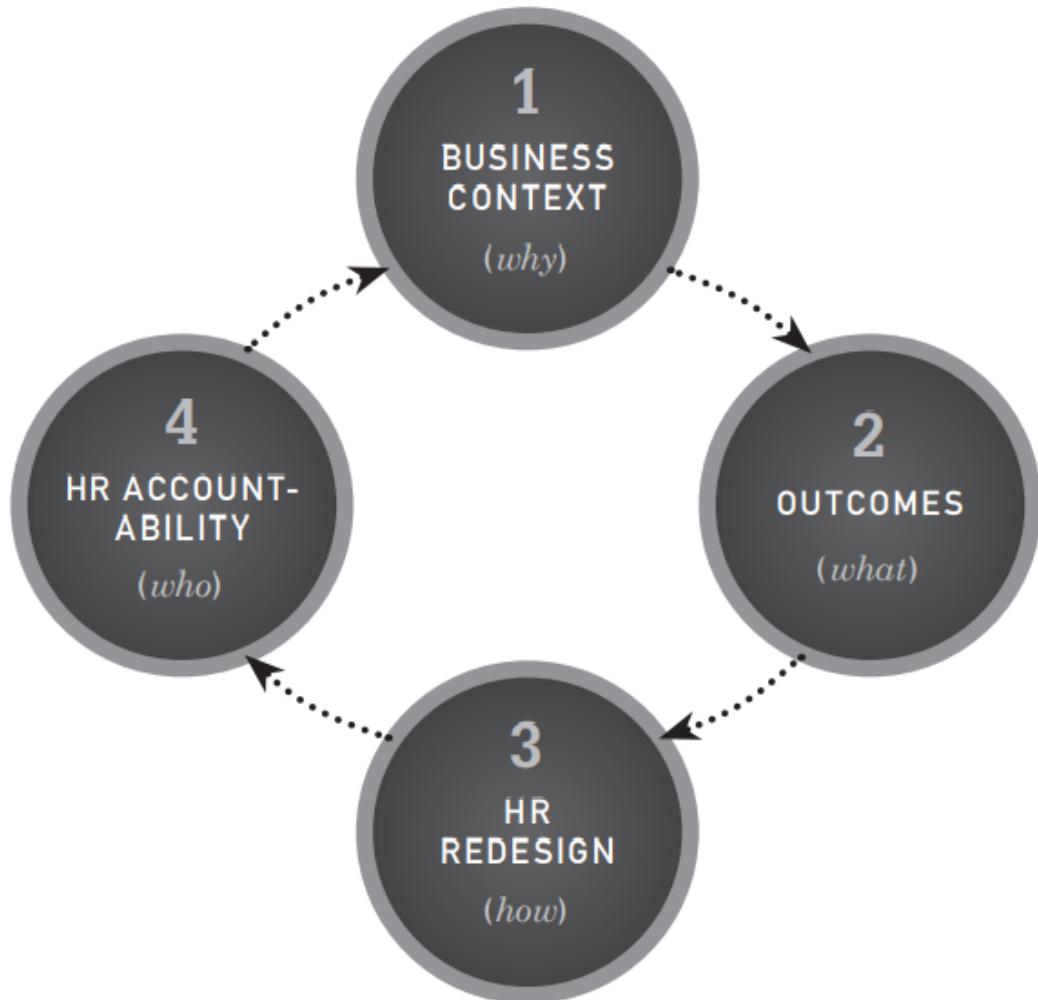 1
BUSINESS
CONTEXT
(why)
2
OUTCOMES
(what)
3
HR
REDESIGN
(how)
4
HR ACCOUNT-
ABILITY
(who)